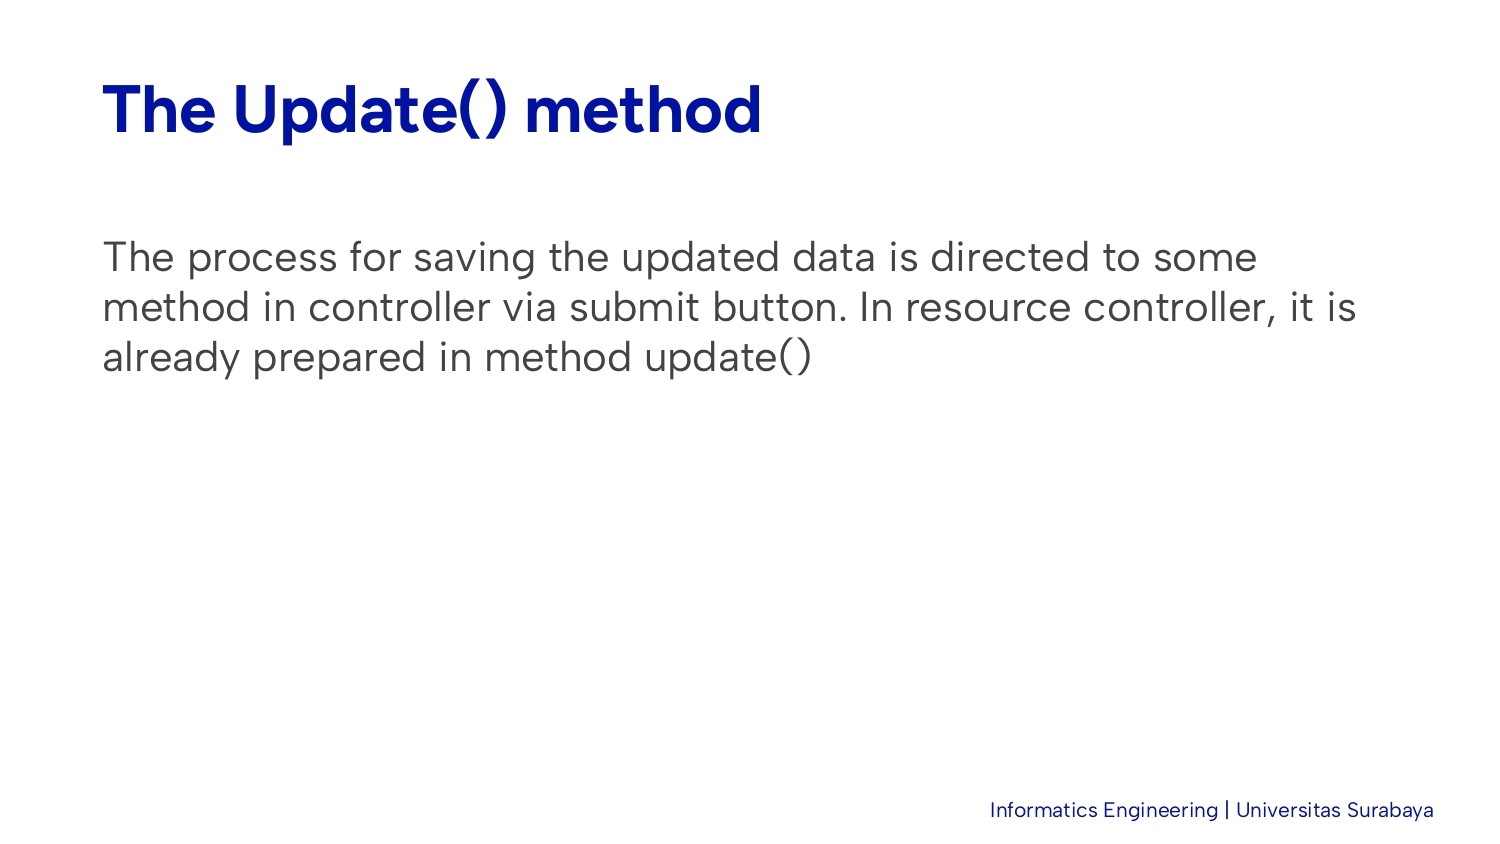 The Update() method
The process for saving the updated data is directed to some
method in controller via submit button. In resource controller, it is
already prepared in method update()
Informatics Engineering | Universitas Surabaya